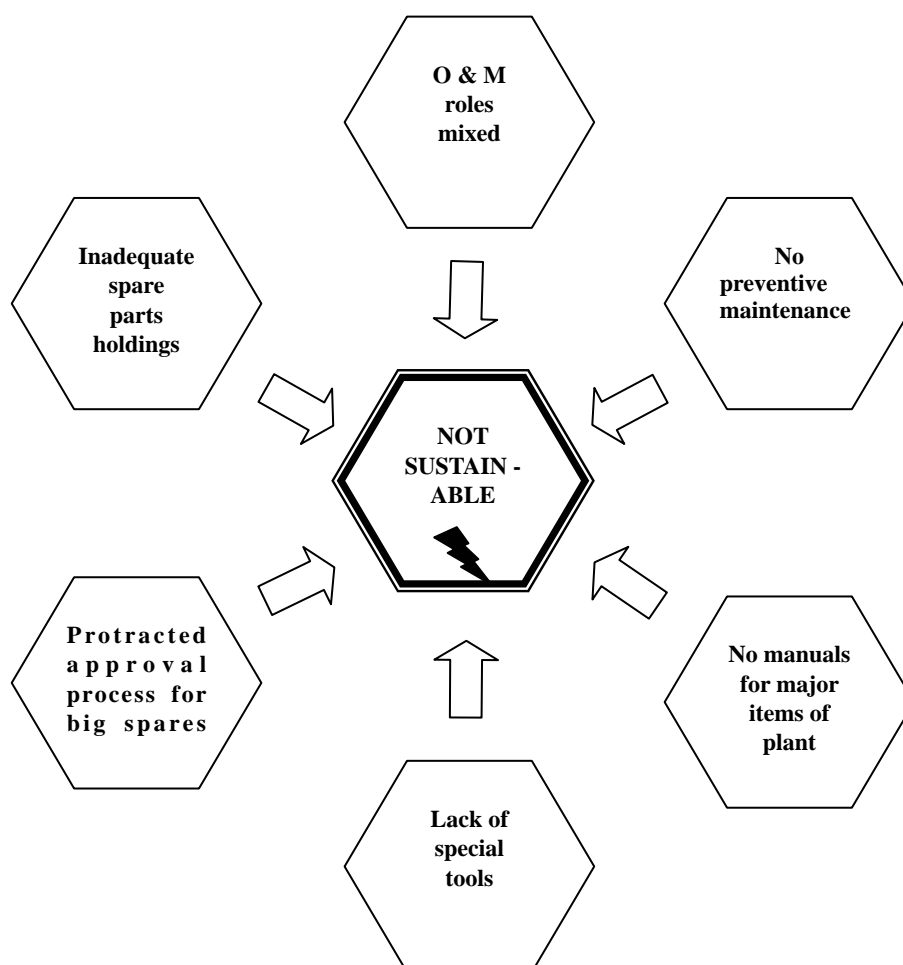 O & M
roles
mixed
Inadequate
spare
parts
holdings
No
preventive
maintenance
NOT
SUSTAIN -
ABLE
Protracted
approval
process for
big spares
No manuals
for major
items of
plant
Lack of
special
tools